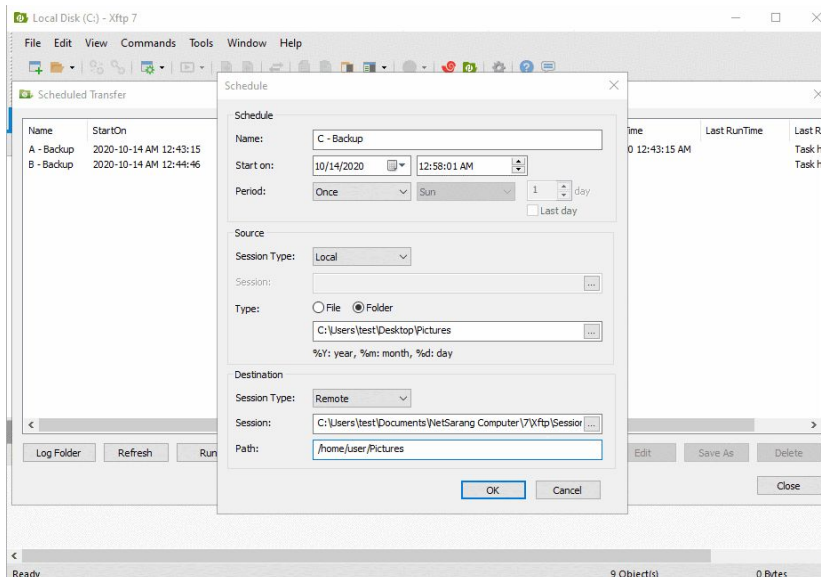 Local Disk (C:) - Xftp 7
File Edit View Commands Tools Window Help
Scheduled Transfer
Name StartOn
A - Backup 2020-10-14 AM 12:43:15
B - Backup 2020-10-14 AM 12:44:46
Last RunTime
0 12:43:15 AM
Task
Task
Log Folder Refresh Run
Edit Save As Delete
Close
Schedule
Schedule
Name: C - Backup
Start on: 10/14/2020 12:58:01 AM
Period: Once Sun 1 day
Last day
Source
Session Type: Local
Session: ...
Type: File Folder
C:\Users\test\Desktop\Pictures ...
%Y: year, %m: month, %d: day
Destination
Session Type: Remote
Session: C:\Users\test\Documents\NetSarang Computer\7\Xftp\Session ...
Path: /home/user/Pictures
OK Cancel
Ready 9 Object(s) 0 Bytes